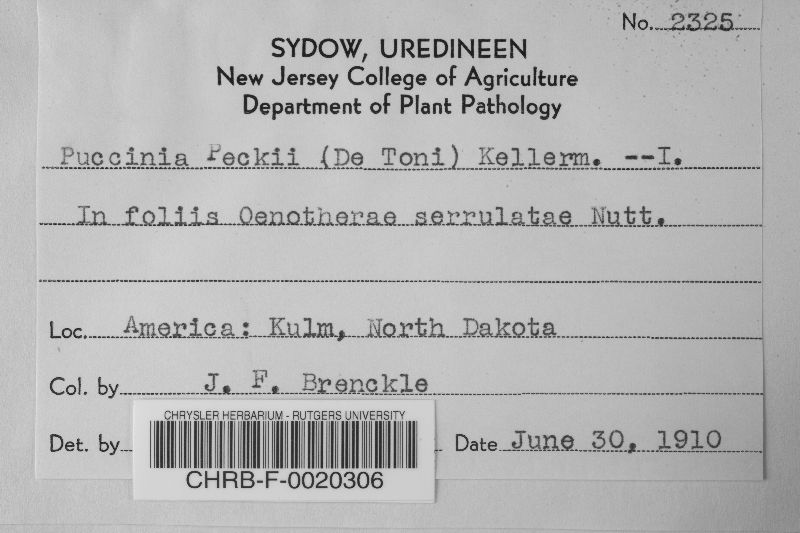 No. 2325
SYDOW, UREDINEEN
New Jersey College of Agriculture
Department of Plant Pathology
Puccinia Peckii (De Toni) Kellerm. --I.
In foliis Oenotherae serrulatae Nutt.
Loc. America: Kulm, North Dakota
Col. by J. F. Brenckle
CHRYSLER HERBARIUM - RUTGERS UNIVERSITY
Det. by Date June 30, 1910
CHRB-F-0020306